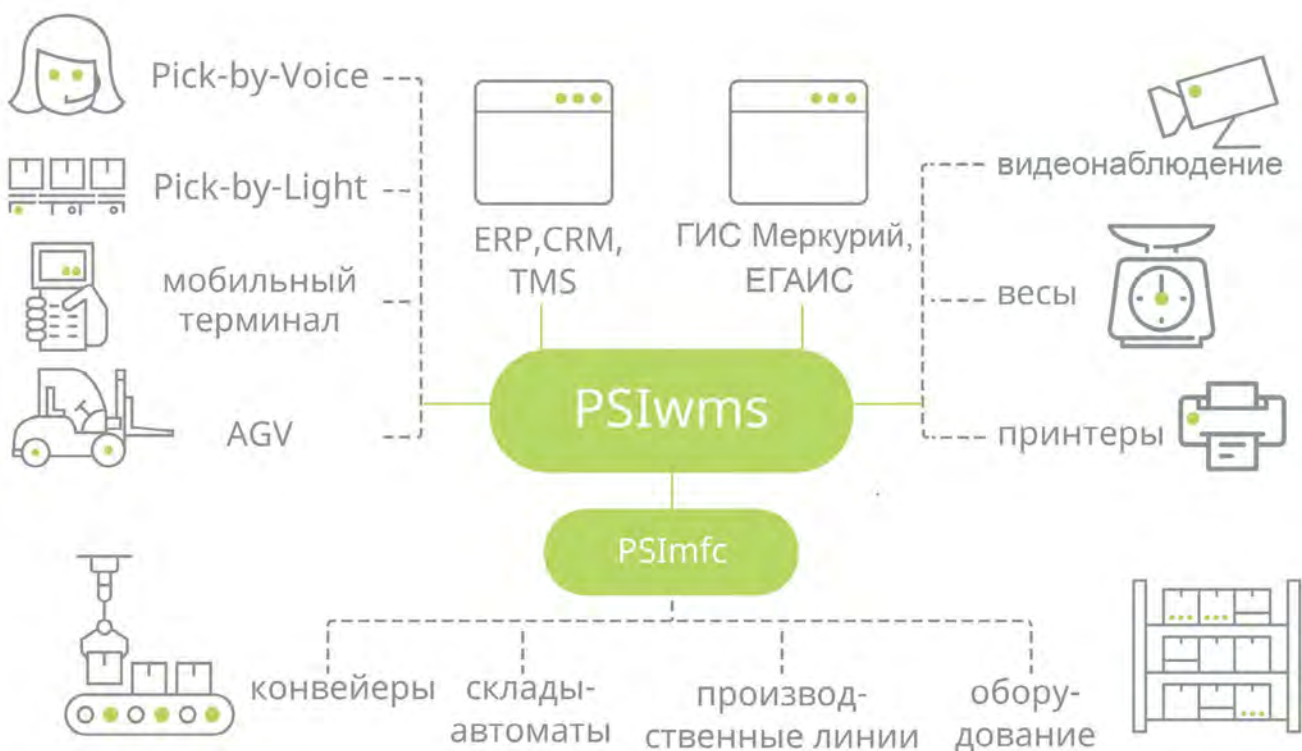 Pick-by-Voice
Pick-by-Light
мобильный
терминал
AGV
ERP,CRM,
TMS
ГИС Меркурий,
ЕГАИС
видеонаблюдение
весы
принтеры
PSIwms
PSImfc
конвейеры
склады-
автоматы
производ-
ственные линии
обору-
дование